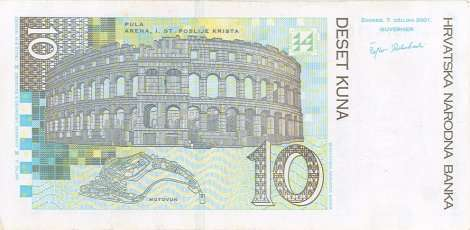 10
PULA
ARENA, I. ST. POSLIJE KRISTA
DESET KUNA
ZAGREB, 7. OŽUJKA 2001.
GUVERNER
HRVATSKA NARODNA BANKA
MOTOVUN
10